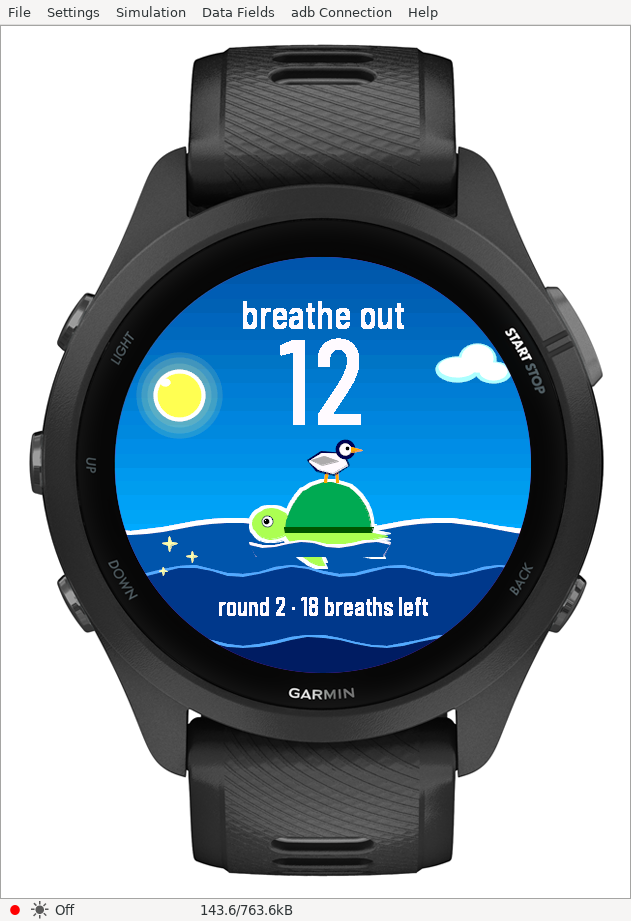 File Settings Simulation Data Fields adb Connection Help
breathe out
12
LIGHT
START STOP
UP
DOWN
BACK
round 2 · 18 breaths left
GARMIN
Off 143.6/763.6kB